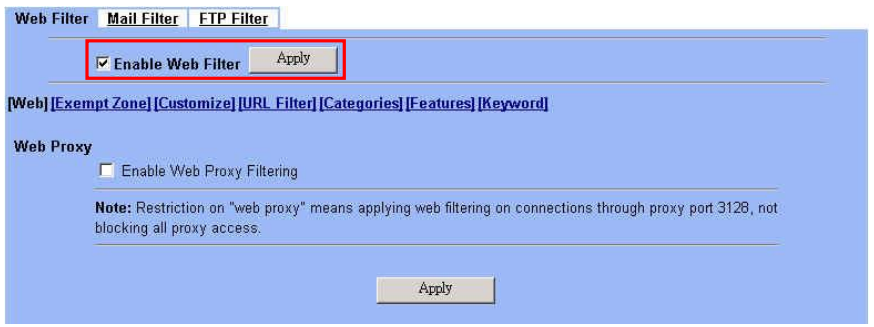 Web Filter Mail Filter FTP Filter
Enable Web Filter Apply
[Web] [Exempt Zone] [Customize] [URL Filter] [Categories] [Features] [Keyword]
Web Proxy
Enable Web Proxy Filtering
Note: Restriction on "web proxy" means applying web filtering on connections through proxy port 3128, not
blocking all proxy access.
Apply